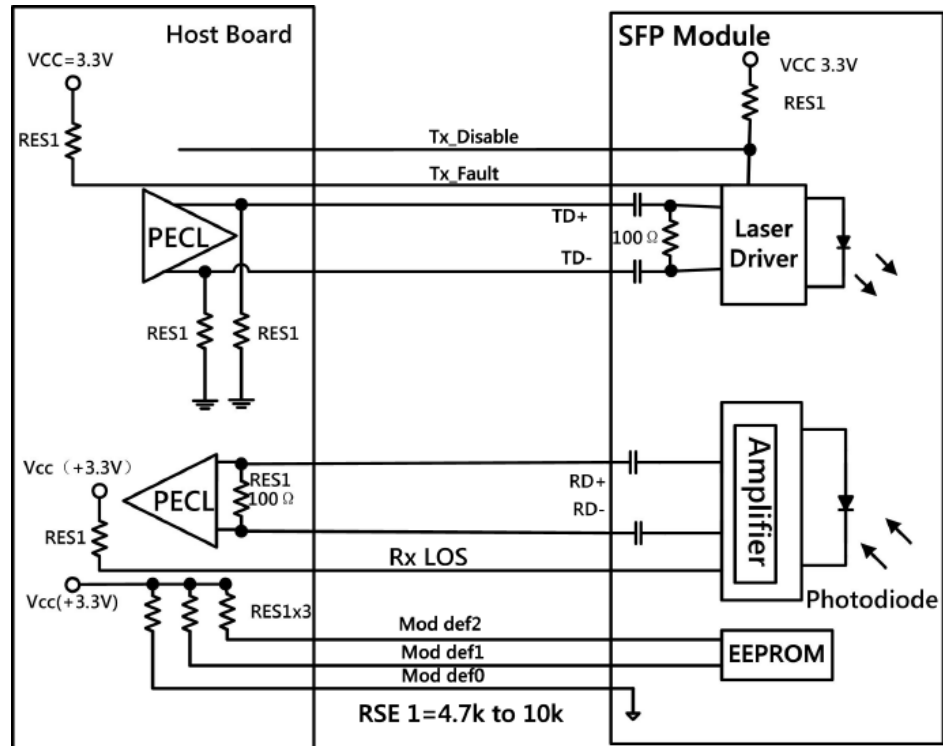 Host Board
SFP Module
VCC=3.3V
VCC 3.3V
RES1
RES1
Tx_Disable
Tx_Fault
PECL
TD+
100Ω
TD-
Laser
Driver
RES1
RES1
Vcc（+3.3V）
PECL
RES1
100Ω
RD+
RD-
Amplifier
RES1
Rx LOS
Vcc(+3.3V)
RES1x3
Photodiode
Mod def2
Mod def1
Mod def0
EEPROM
RSE 1=4.7k to 10k